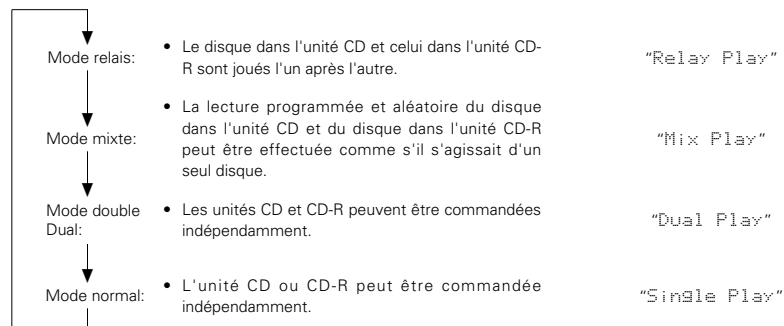 Mode relais:
• Le disque dans l'unité CD et celui dans l'unité CD-
R sont joués l'un après l'autre.
"Relay Play"
Mode mixte:
• La lecture programmée et aléatoire du disque
dans l'unité CD et du disque dans l'unité CD-R
peut être effectuée comme s'il s'agissait d'un
seul disque.
"Mix Play"
Mode double
Dual:
• Les unités CD et CD-R peuvent être commandées
indépendamment.
"Dual Play"
Mode normal:
• L'unité CD ou CD-R peut être commandée
indépendamment.
"Single Play"